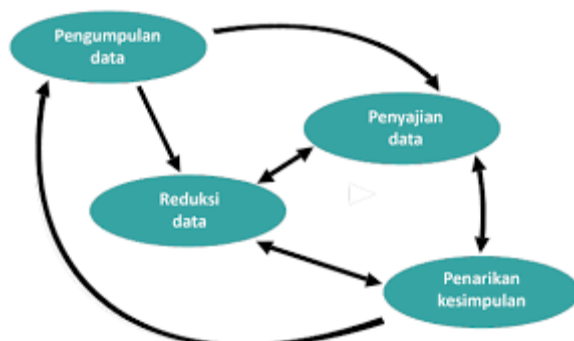 Pengumpulan
data
Penyajian
data
Reduksi
data
Penarikan
kesimpulan